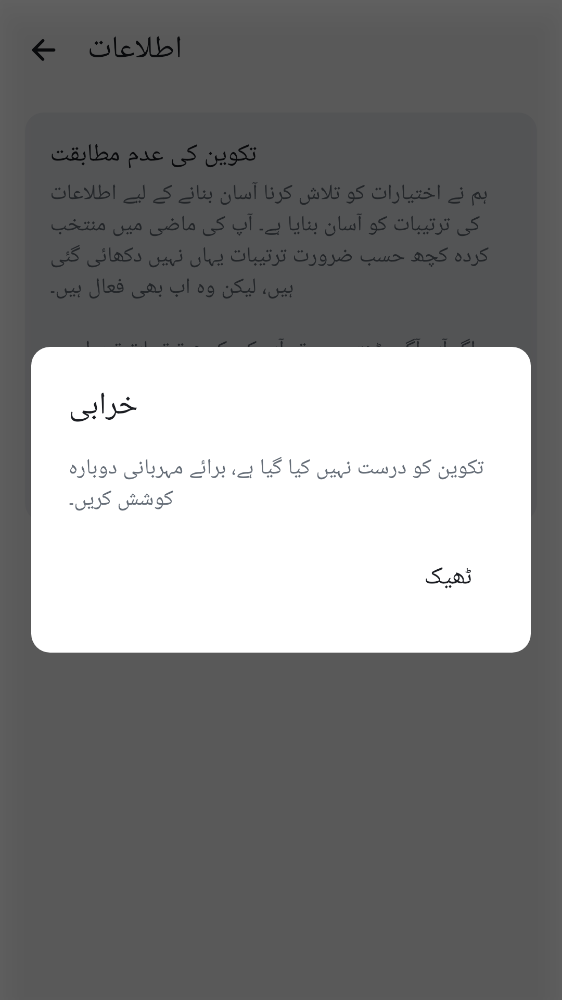 اطلاعات
تکوین کی عدم مطابقت
ہم نے اختیارات کو تلاش کرنا آسان بنانے کے لیے اطلاعات
کی ترتیبات کو آسان بنایا ہے۔ آپ کی ماضی میں منتخب
کردہ کچھ حسب ضرورت ترتیبات یہاں نہیں دکھائی گئی
ہیں، لیکن وہ اب بھی فعال ہیں۔
خرابی
تکوین کو درست نہیں کیا گیا ہے، برائے مہربانی دوبارہ
کوشش کریں۔
ٹھیک